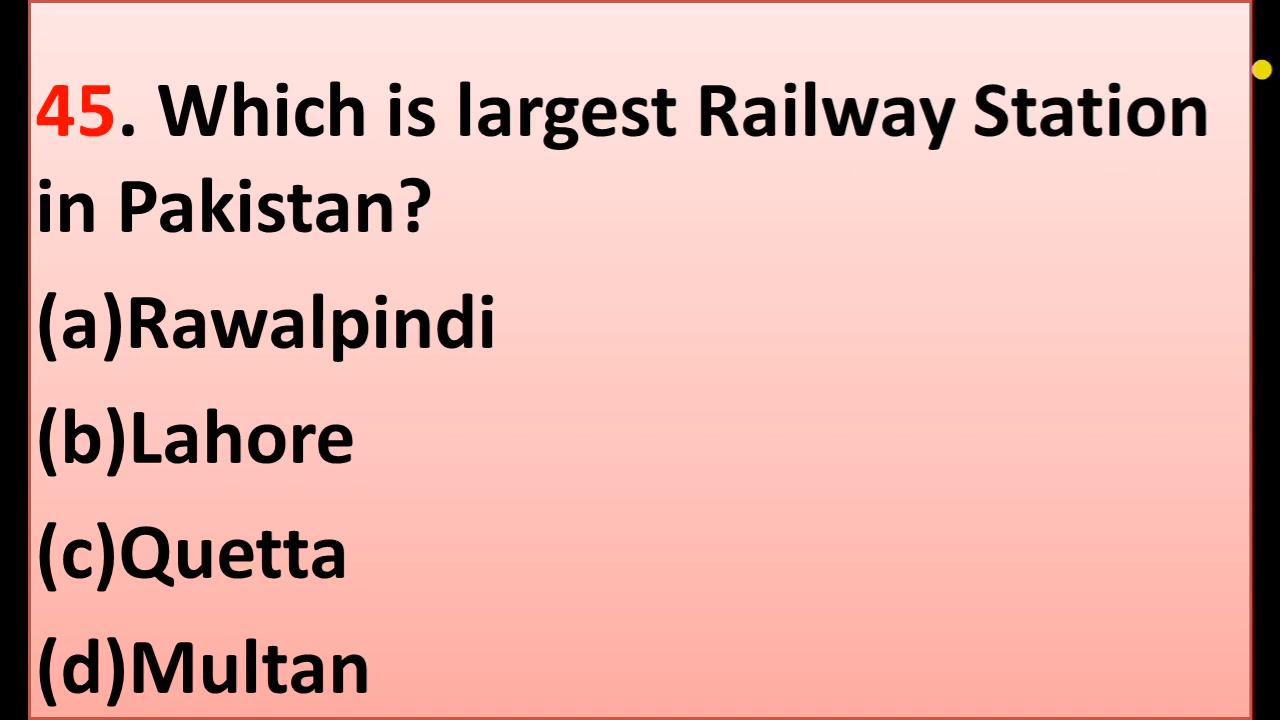 45. Which is largest Railway Station
in Pakistan?
(a)Rawalpindi
(b)Lahore
(c)Quetta
(d)Multan